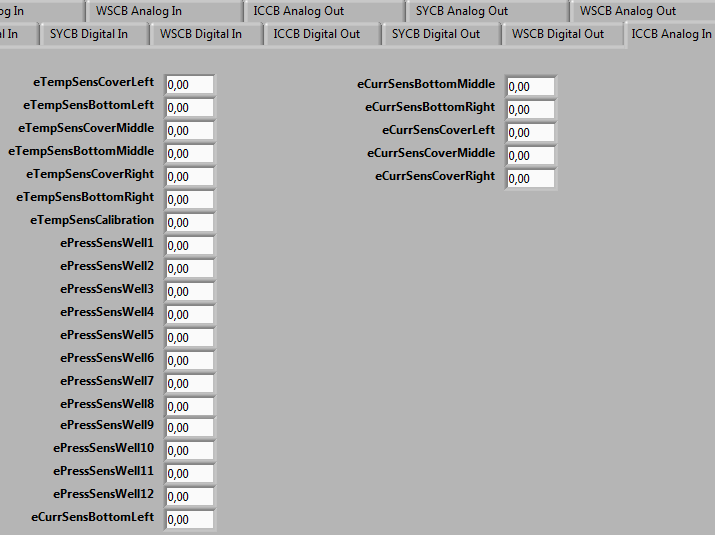 og In WSCB Analog In ICCB Analog Out SYCB Analog Out WSCB Analog Out
al In SYCB Digital In WSCB Digital In ICCB Digital Out SYCB Digital Out WSCB Digital Out ICCB Analog In
eTempSensCoverLeft 0,00 eCurrSensBottomMiddle 0,00
eTempSensBottomLeft 0,00 eCurrSensBottomRight 0,00
eTempSensCoverMiddle 0,00 eCurrSensCoverLeft 0,00
eTempSensBottomMiddle 0,00 eCurrSensCoverMiddle 0,00
eTempSensCoverRight 0,00 eCurrSensCoverRight 0,00
eTempSensBottomRight 0,00
eTempSensCalibration 0,00
ePressSensWell1 0,00
ePressSensWell2 0,00
ePressSensWell3 0,00
ePressSensWell4 0,00
ePressSensWell5 0,00
ePressSensWell6 0,00
ePressSensWell7 0,00
ePressSensWell8 0,00
ePressSensWell9 0,00
ePressSensWell10 0,00
ePressSensWell11 0,00
ePressSensWell12 0,00
eCurrSensBottomLeft 0,00